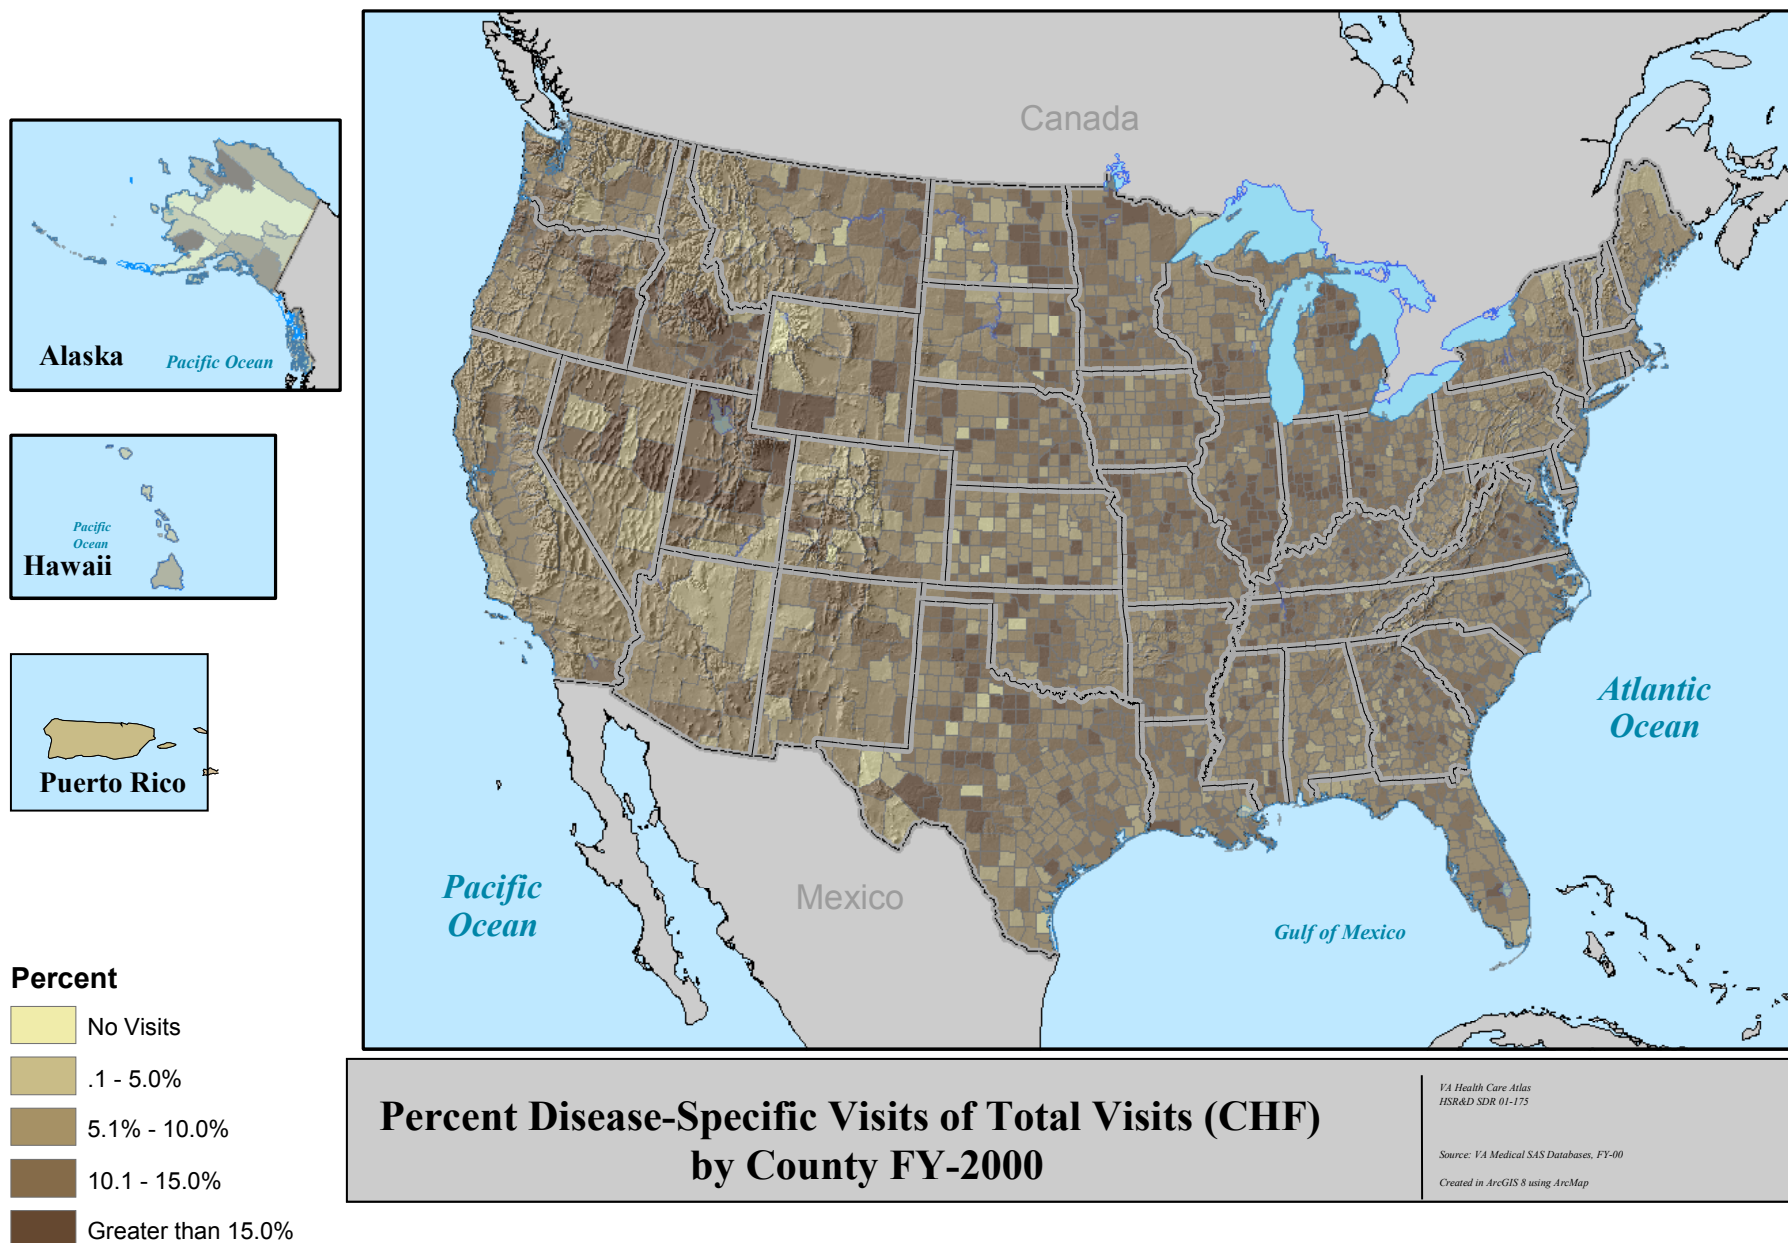 Canada
Alaska
Pacific Ocean
Pacific
Ocean
Hawaii
Puerto Rico
Atlantic
Ocean
Pacific
Ocean
Mexico
Gulf of Mexico
Percent
No Visits
.1 - 5.0%
5.1% - 10.0%
10.1 - 15.0%
Greater than 15.0%
Percent Disease-Specific Visits of Total Visits (CHF)
by County FY-2000
VA Health Care Atlas
HSR&D SDR 01-175
Source: VA Medical SAS Databases, FY-00
Created in ArcGIS 8 using ArcMap